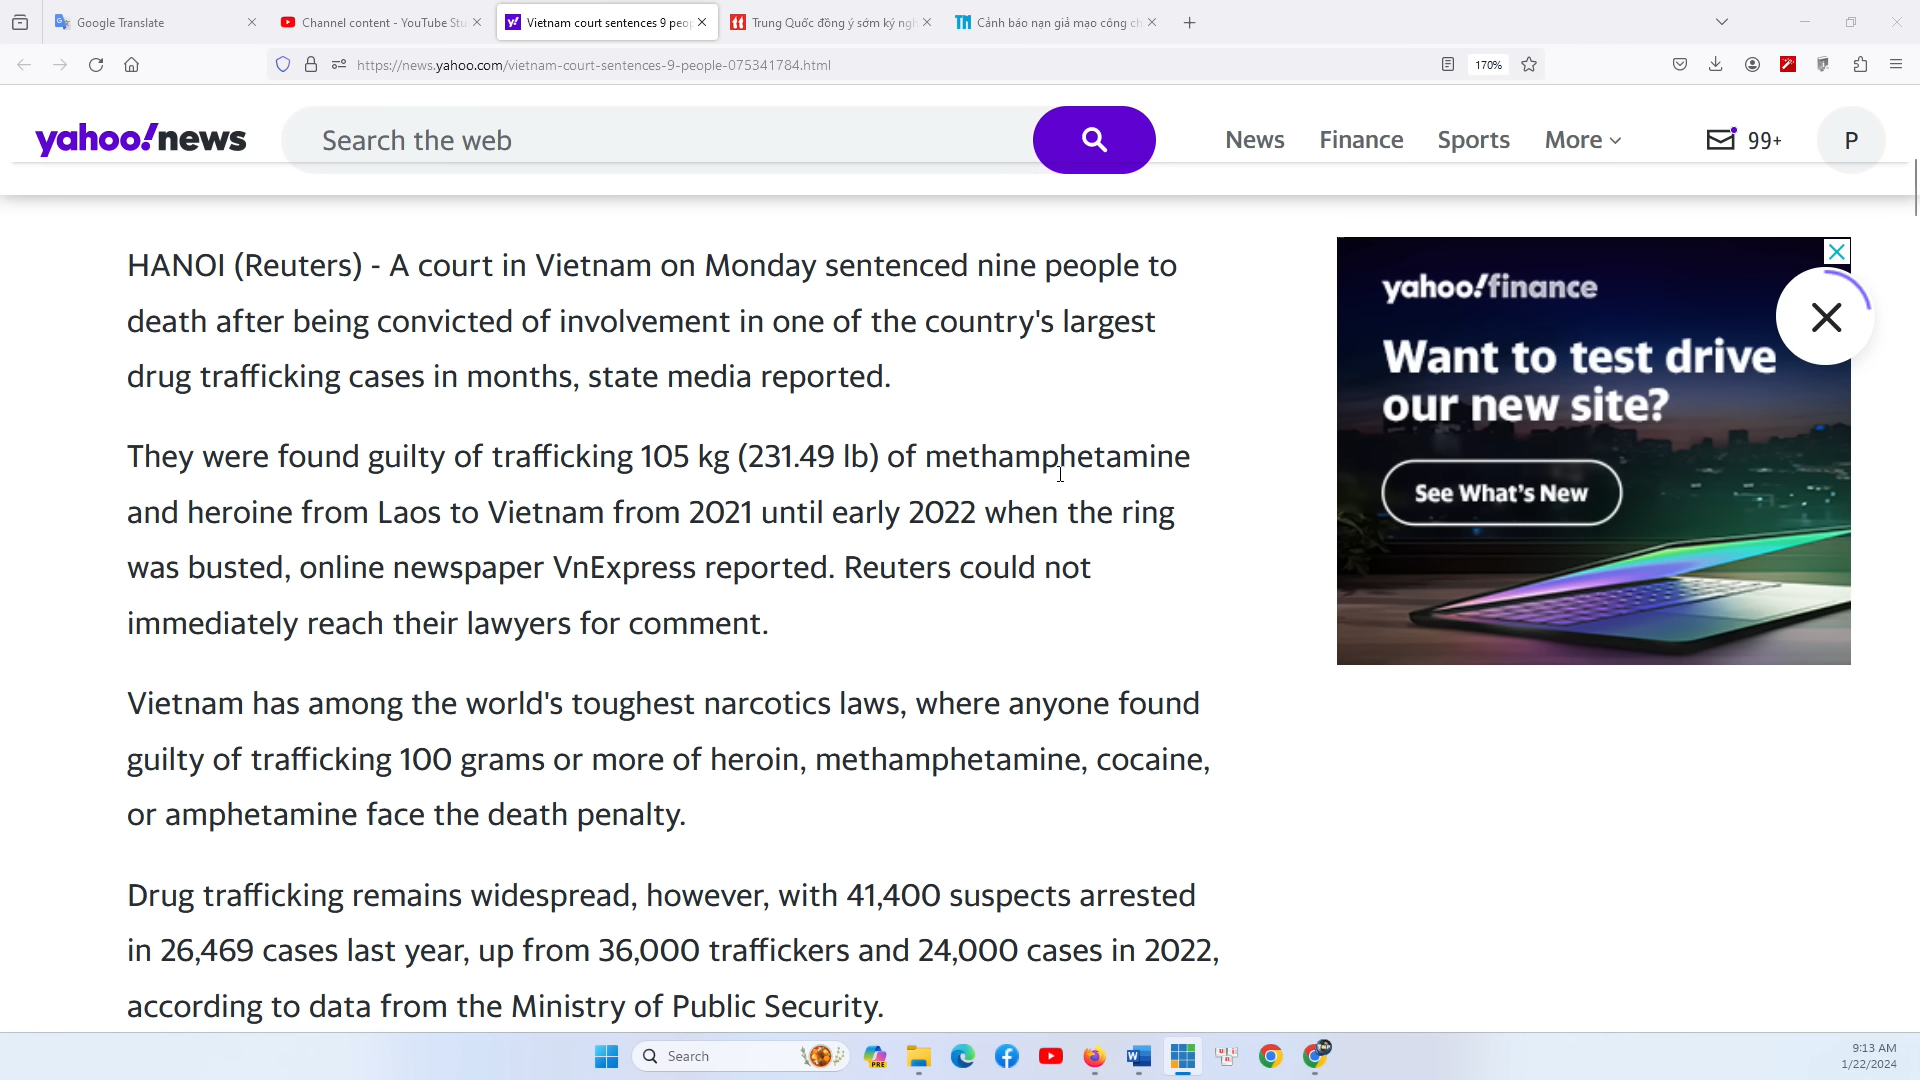 Google Translate
Channel content - YouTube Stu
Vietnam court sentences 9 peop
Trung Quốc đồng ý sớm ký ngh
Cảnh báo nạn giả mạo công ch
https://news.yahoo.com/vietnam-court-sentences-9-people-075341784.html
170%
yahoo!news
Search the web
News
Finance
Sports
More
99+
P
HANOI (Reuters) - A court in Vietnam on Monday sentenced nine people to
death after being convicted of involvement in one of the country's largest
drug trafficking cases in months, state media reported.
They were found guilty of trafficking 105 kg (231.49 lb) of methamphetamine
and heroine from Laos to Vietnam from 2021 until early 2022 when the ring
was busted, online newspaper VnExpress reported. Reuters could not
immediately reach their lawyers for comment.
Vietnam has among the world's toughest narcotics laws, where anyone found
guilty of trafficking 100 grams or more of heroin, methamphetamine, cocaine,
or amphetamine face the death penalty.
Drug trafficking remains widespread, however, with 41,400 suspects arrested
in 26,469 cases last year, up from 36,000 traffickers and 24,000 cases in 2022,
according to data from the Ministry of Public Security.
yahoo!finance
Want to test drive
our new site?
See What's New
Search
PRE
9:13 AM
1/22/2024